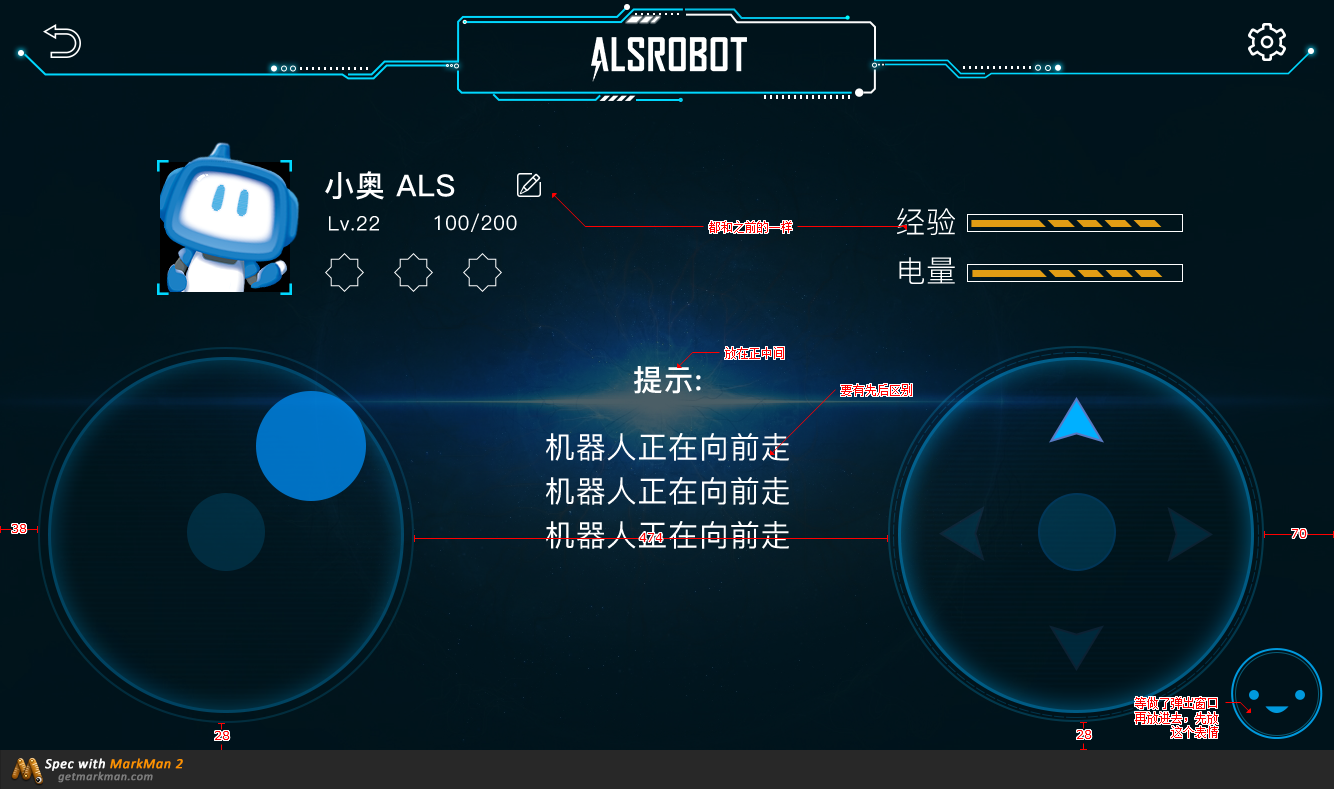 ALSROBOT
小奥 ALS
Lv.22 100/200
都和之前的一样
经验
电量
放在正中间
提示:
要有先后区别
机器人正在向前走
机器人正在向前走
机器人正在向前走
38
474
70
等做了弹出窗口
再放进去，先放
这个表情
28
28
Spec with MarkMan 2
getmarkman.com